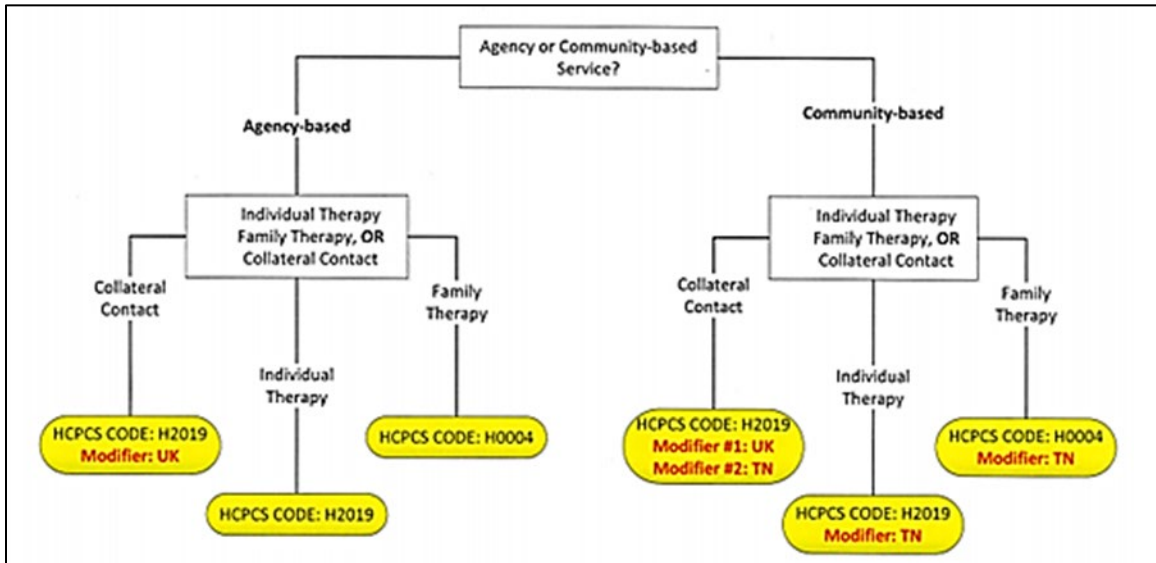 Agency or Community-based
Service?
Agency-based
Community-based
Individual Therapy
Family Therapy, OR
Collateral Contact
Individual Therapy
Family Therapy, OR
Collateral Contact
Collateral
Contact
Family
Therapy
Individual
Therapy
Collateral
Contact
Family
Therapy
Individual
Therapy
HCPCS CODE: H2019
Modifier: UK
HCPCS CODE: H0004
HCPCS CODE: H2019
HCPCS CODE: H2019
Modifier #1: UK
Modifier #2: TN
HCPCS CODE: H0004
Modifier: TN
HCPCS CODE: H2019
Modifier: TN